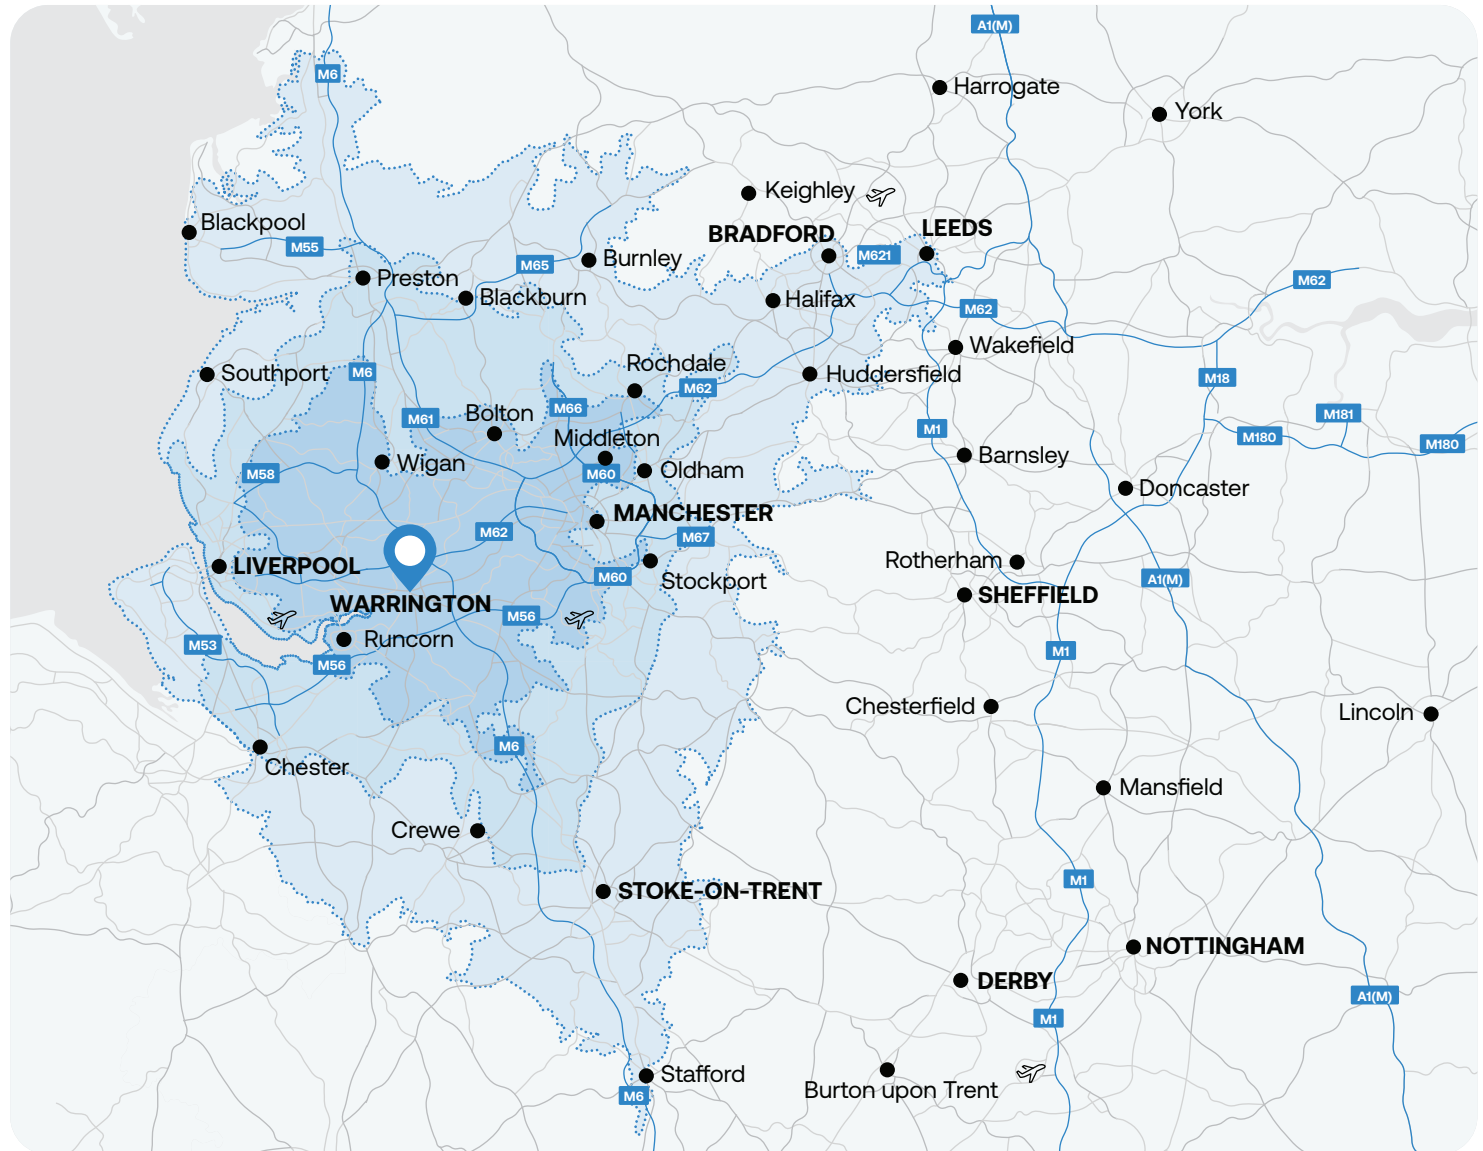 A1(M)
M6
Harrogate
York
Keighley
Blackpool
BRADFORD
LEEDS
M55
M621
Burnley
M65
Preston
M62
Blackburn
Halifax
M62
Wakefield
Rochdale
Southport
M6
Huddersfield
M18
M62
M66
M61
Bolton
M181
M1
Middleton
M180
M180
Wigan
Barnsley
M58
M60
Oldham
Doncaster
MANCHESTER
M62
M67
Rotherham
LIVERPOOL
M60
Stockport
A1(M)
SHEFFIELD
WARRINGTON
M56
Runcorn
M53
M1
M56
Chesterfield
Lincoln
M6
Chester
Mansfield
Crewe
M1
STOKE-ON-TRENT
NOTTINGHAM
DERBY
A1(M)
M1
Stafford
Burton upon Trent
M6